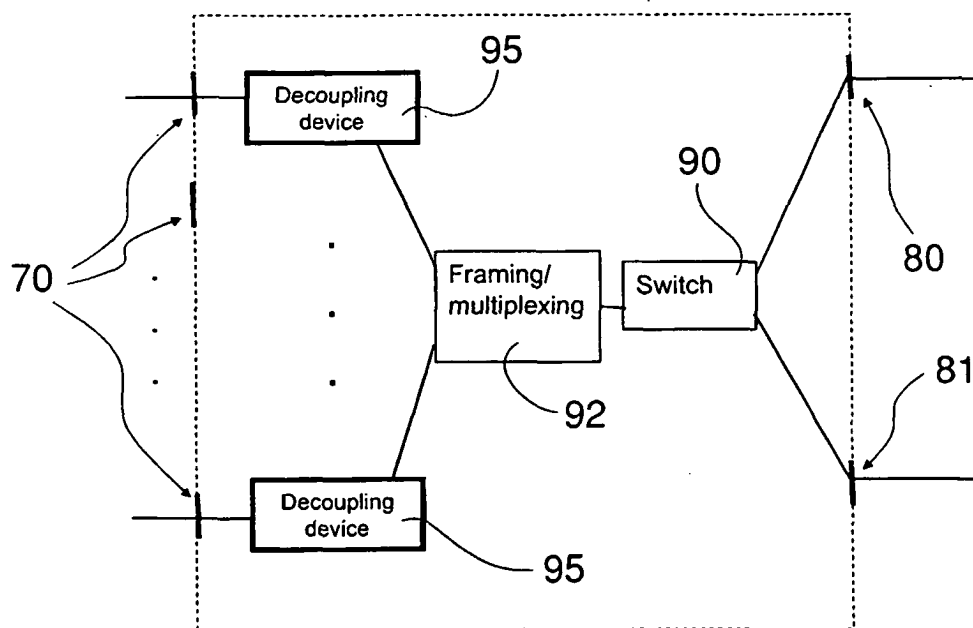 95
Decoupling
device
90
70
80
Framing/
multiplexing
Switch
92
81
Decoupling
device
95